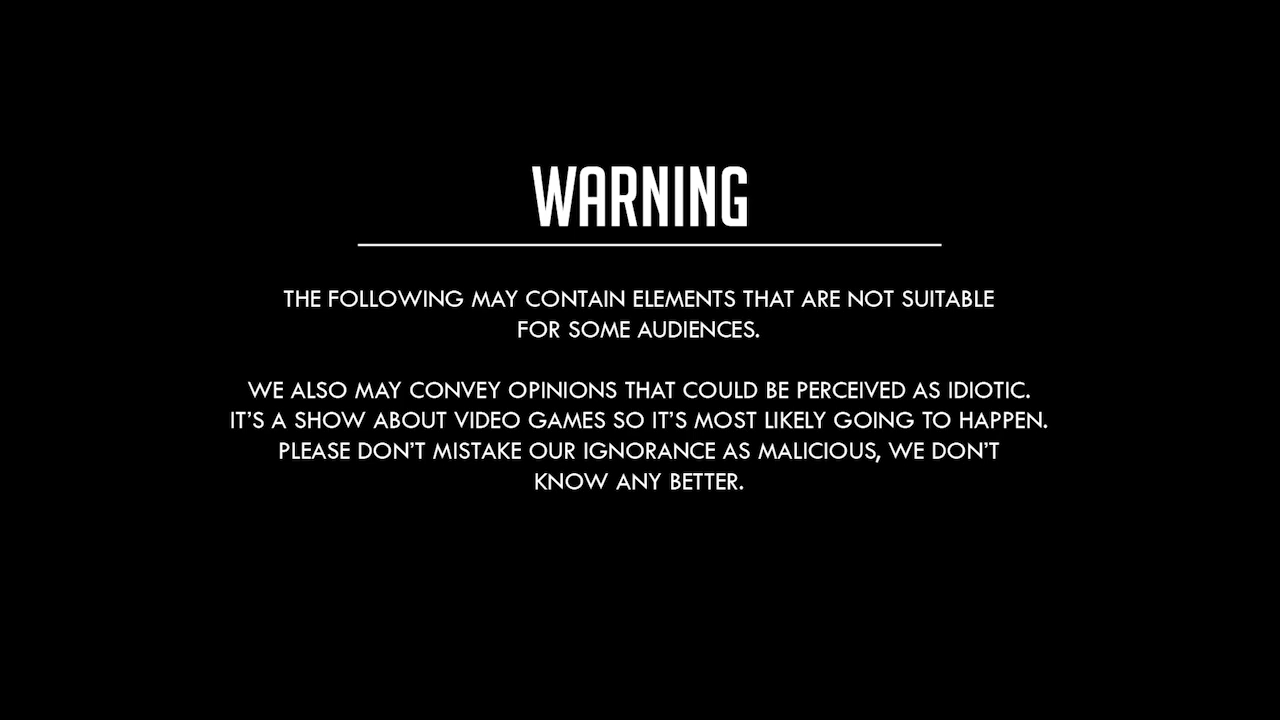 WARNING
THE FOLLOWING MAY CONTAIN ELEMENTS THAT ARE NOT SUITABLE
FOR SOME AUDIENCES.
WE ALSO MAY CONVEY OPINIONS THAT COULD BE PERCEIVED AS IDIOTIC.
IT'S A SHOW ABOUT VIDEO GAMES SO IT'S MOST LIKELY GOING TO HAPPEN.
PLEASE DON'T MISTAKE OUR IGNORANCE AS MALICIOUS, WE DON'T
KNOW ANY BETTER.